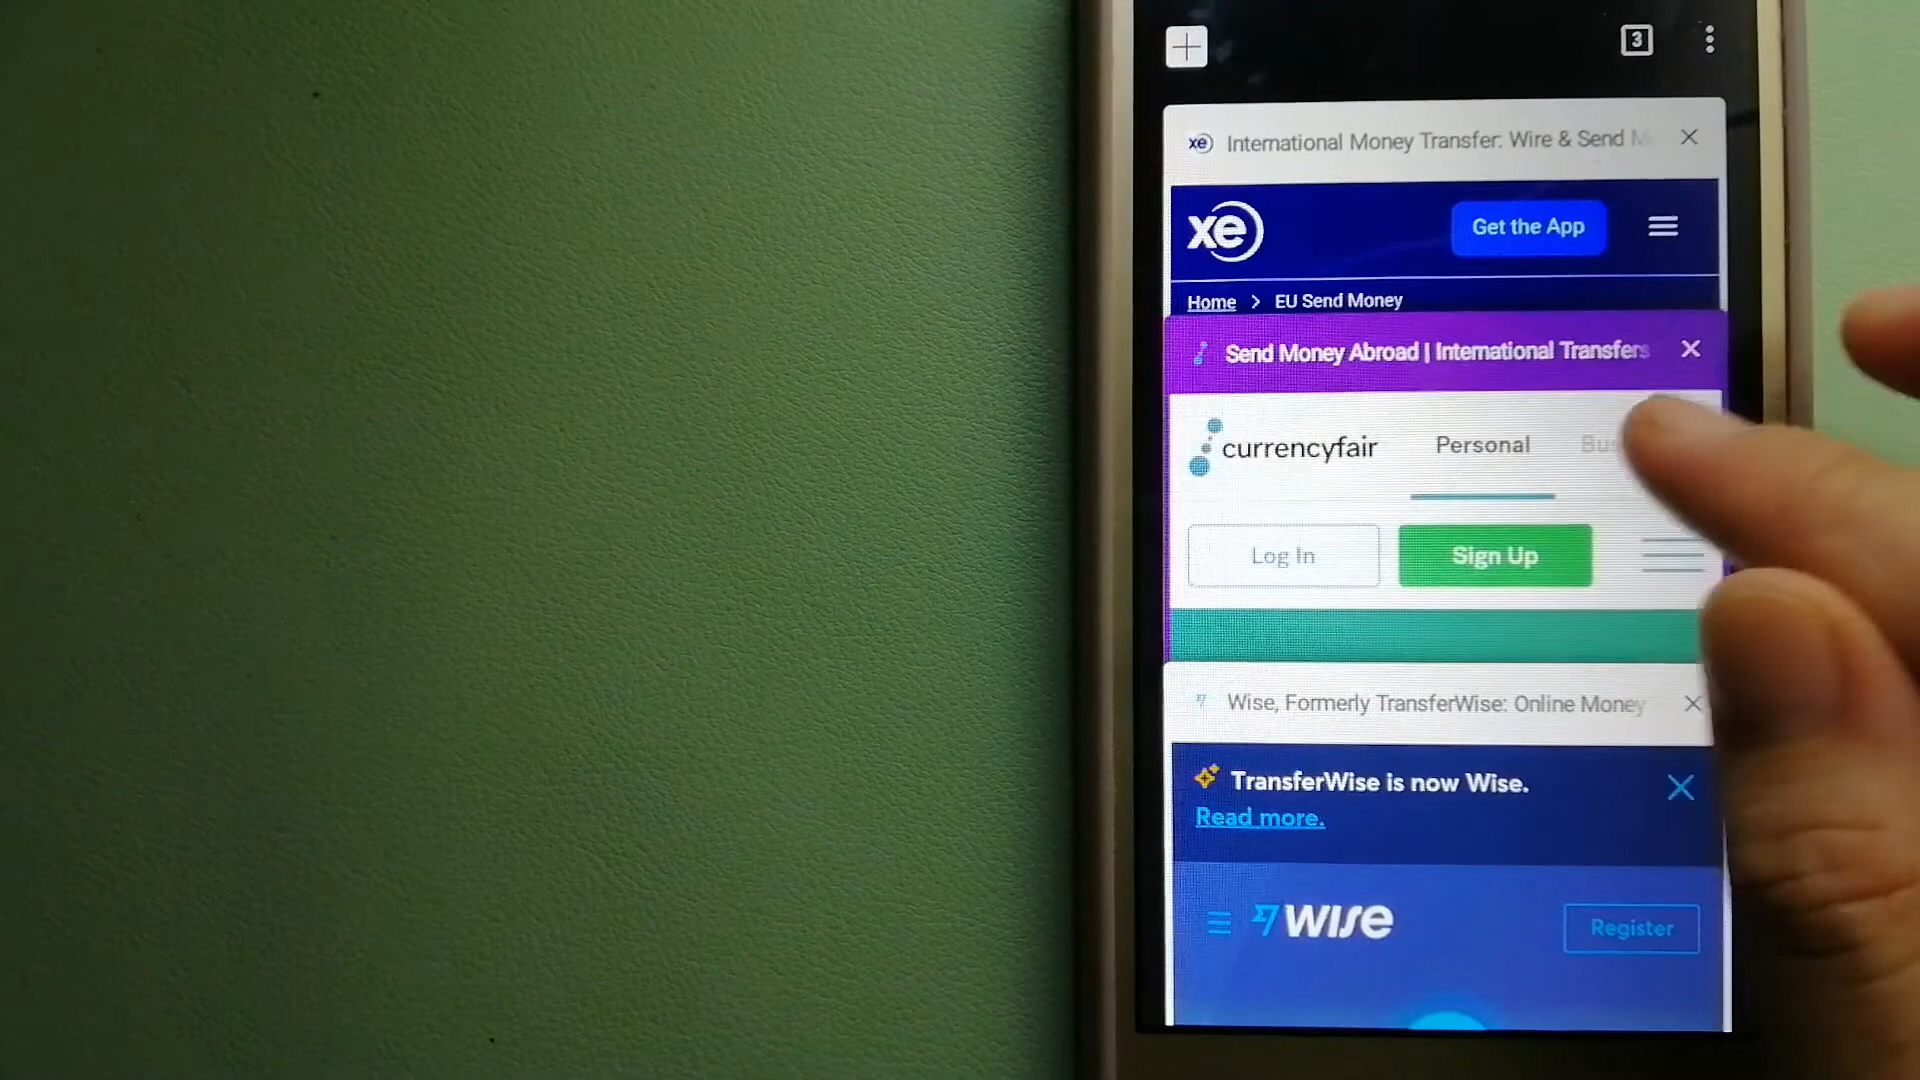 3
xe International Money Transfer: Wire & Send
xe Get the App
Home > EU Send Money
Send Money Abroad | International Transfers
currencyfair Personal
Log In Sign Up
Wise, Formerly TransferWise: Online Money
TransferWise is now Wise.
Read more.
wise Register